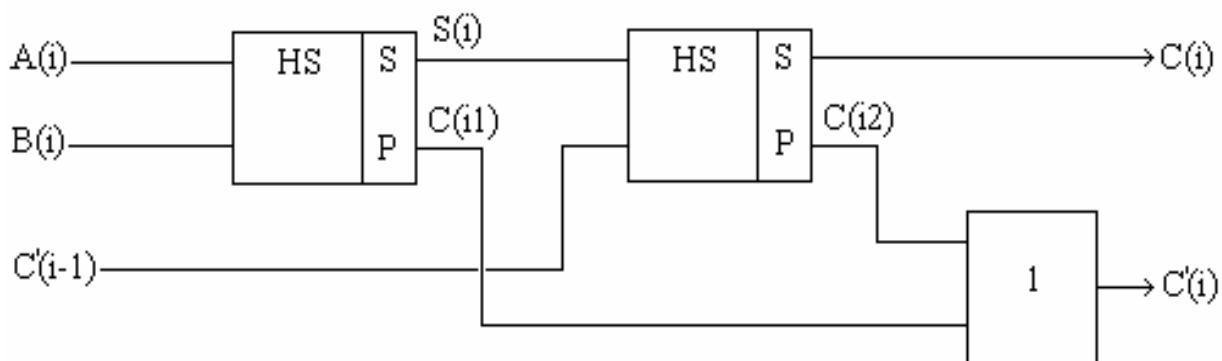 S(i)
A(i) HS S HS S C(i)
C(i1) C(i2)
B(i) P P
C'(i-1) 1 C'(i)